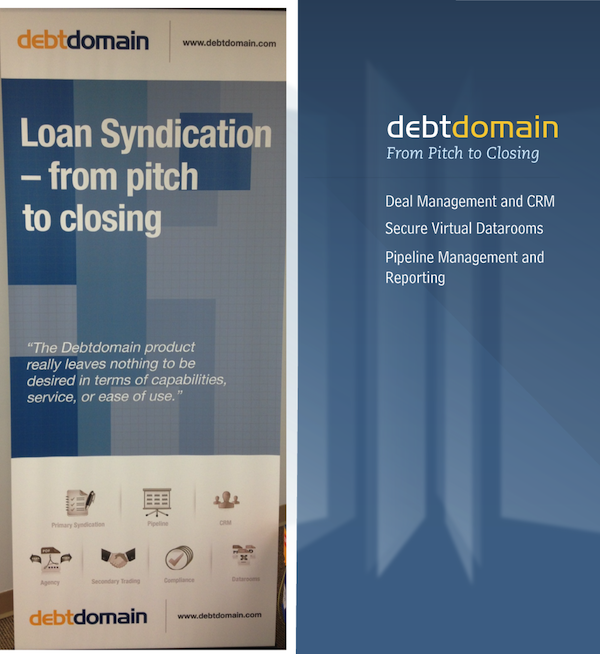 debtdomain
www.debtdomain.com
Loan Syndication
– from pitch
to closing
“The Debtdomain product
really leaves nothing to be
desired in terms of capabilities,
service, or ease of use.”
Primary Syndication
Pipeline
CRM
Agency
Secondary Trading
Compliance
Datarooms
debtdomain
www.debtdomain.com
debtdomain
From Pitch to Closing
Deal Management and CRM
Secure Virtual Datarooms
Pipeline Management and
Reporting